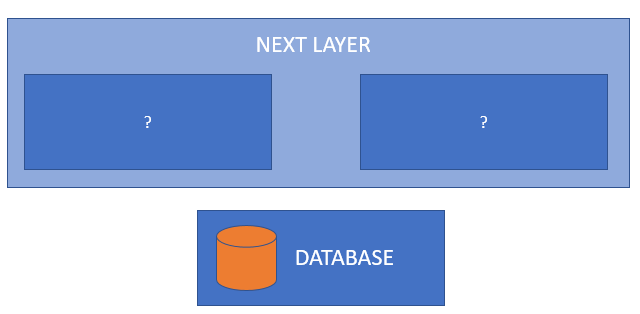 NEXT LAYER
?
?
DATABASE